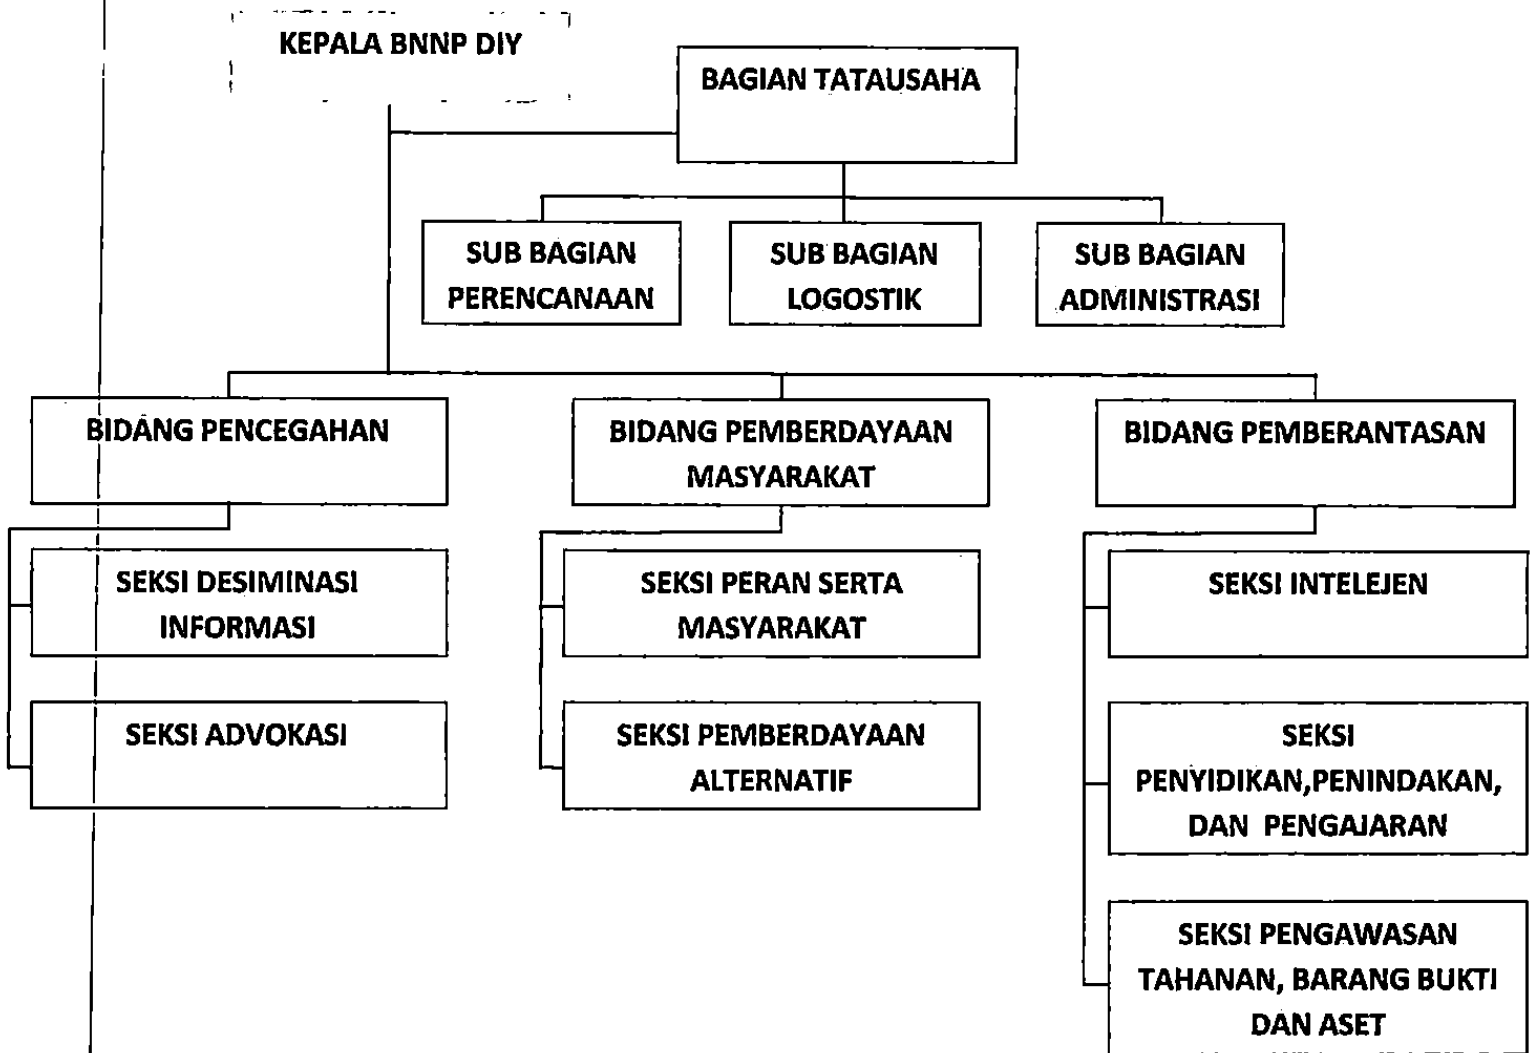 KEPALA BNNP DIY
BAGIAN TATAUSAHA
SUB BAGIAN
PERENCANAAN
SUB BAGIAN
LOGOSTIK
SUB BAGIAN
ADMINISTRASI
BIDANG PENCEGAHAN
BIDANG PEMBERDAYAAN
MASYARAKAT
BIDANG PEMBERANTASAN
SEKSI DESIMINASI
INFORMASI
SEKSI PERAN SERTA
MASYARAKAT
SEKSI INTELEJEN
SEKSI ADVOKASI
SEKSI PEMBERDAYAAN
ALTERNATIF
SEKSI
PENYIDIKAN,PENINDAKAN,
DAN PENGAJARAN
SEKSI PENGAWASAN
TAHANAN, BARANG BUKTI
DAN ASET